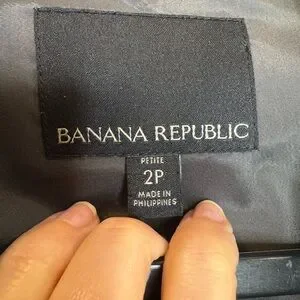 BANANA REPUBLIC
PETITE
2P
MADE IN
PHILIPPINES